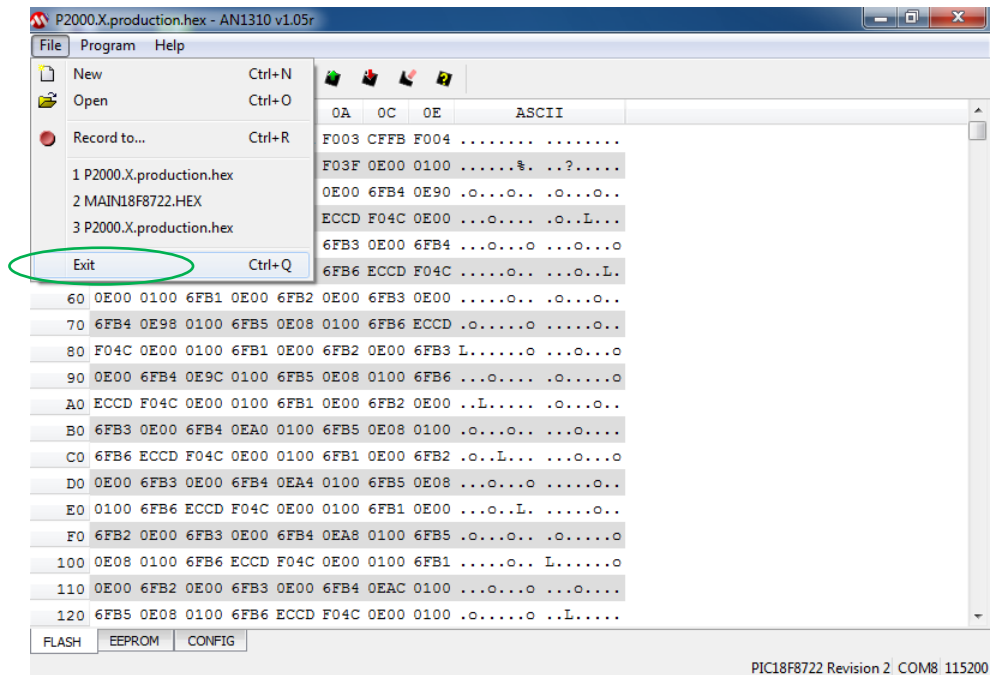 P2000.X.production.hex - AN1310 v1.05r
File Program Help
New Ctrl+N
Open Ctrl+O
0A 0C 0E ASCII
Record to... Ctrl+R F003 CFFB F004 ........ ........
F03F 0E00 0100 ......%. ..?.....
1 P2000.X.production.hex
0E00 6FB4 0E90 .o...o.. .o...o..
2 MAIN18F8722.HEX
ECCD F04C 0E00 ...o.... .o..L...
3 P2000.X.production.hex
6FB3 0E00 6FB4 ...o...o ...o...o
Exit Ctrl+Q 6FB6 ECCD F04C .....o.. ...o..L.
60 0E00 0100 6FB1 0E00 6FB2 0E00 6FB3 0E00 .....o.. .o...o..
70 6FB4 0E98 0100 6FB5 0E08 0100 6FB6 ECCD .o.....o .....o..
80 F04C 0E00 0100 6FB1 0E00 6FB2 0E00 6FB3 L......o ...o...o
90 0E00 6FB4 0E9C 0100 6FB5 0E08 0100 6FB6 ...o.... .o.....o
A0 ECCD F04C 0E00 0100 6FB1 0E00 6FB2 0E00 ..L..... .o...o..
B0 6FB3 0E00 6FB4 0EA0 0100 6FB5 0E08 0100 .o...o.. ...o....
C0 6FB6 ECCD F04C 0E00 0100 6FB1 0E00 6FB2 .o..L... ...o...o
D0 0E00 6FB3 0E00 6FB4 0EA4 0100 6FB5 0E08 ...o...o .....o..
E0 0100 6FB6 ECCD F04C 0E00 0100 6FB1 0E00 ...o..L. .....o..
F0 6FB2 0E00 6FB3 0E00 6FB4 0EA8 0100 6FB5 .o...o.. .o.....o
100 0E08 0100 6FB6 ECCD F04C 0E00 0100 6FB1 .....o.. L......o
110 0E00 6FB2 0E00 6FB3 0E00 6FB4 0EAC 0100 ...o...o ...o....
120 6FB5 0E08 0100 6FB6 ECCD F04C 0E00 0100 .o.....o ..L.....
FLASH EEPROM CONFIG
PIC18F8722 Revision 2 COM8 115200